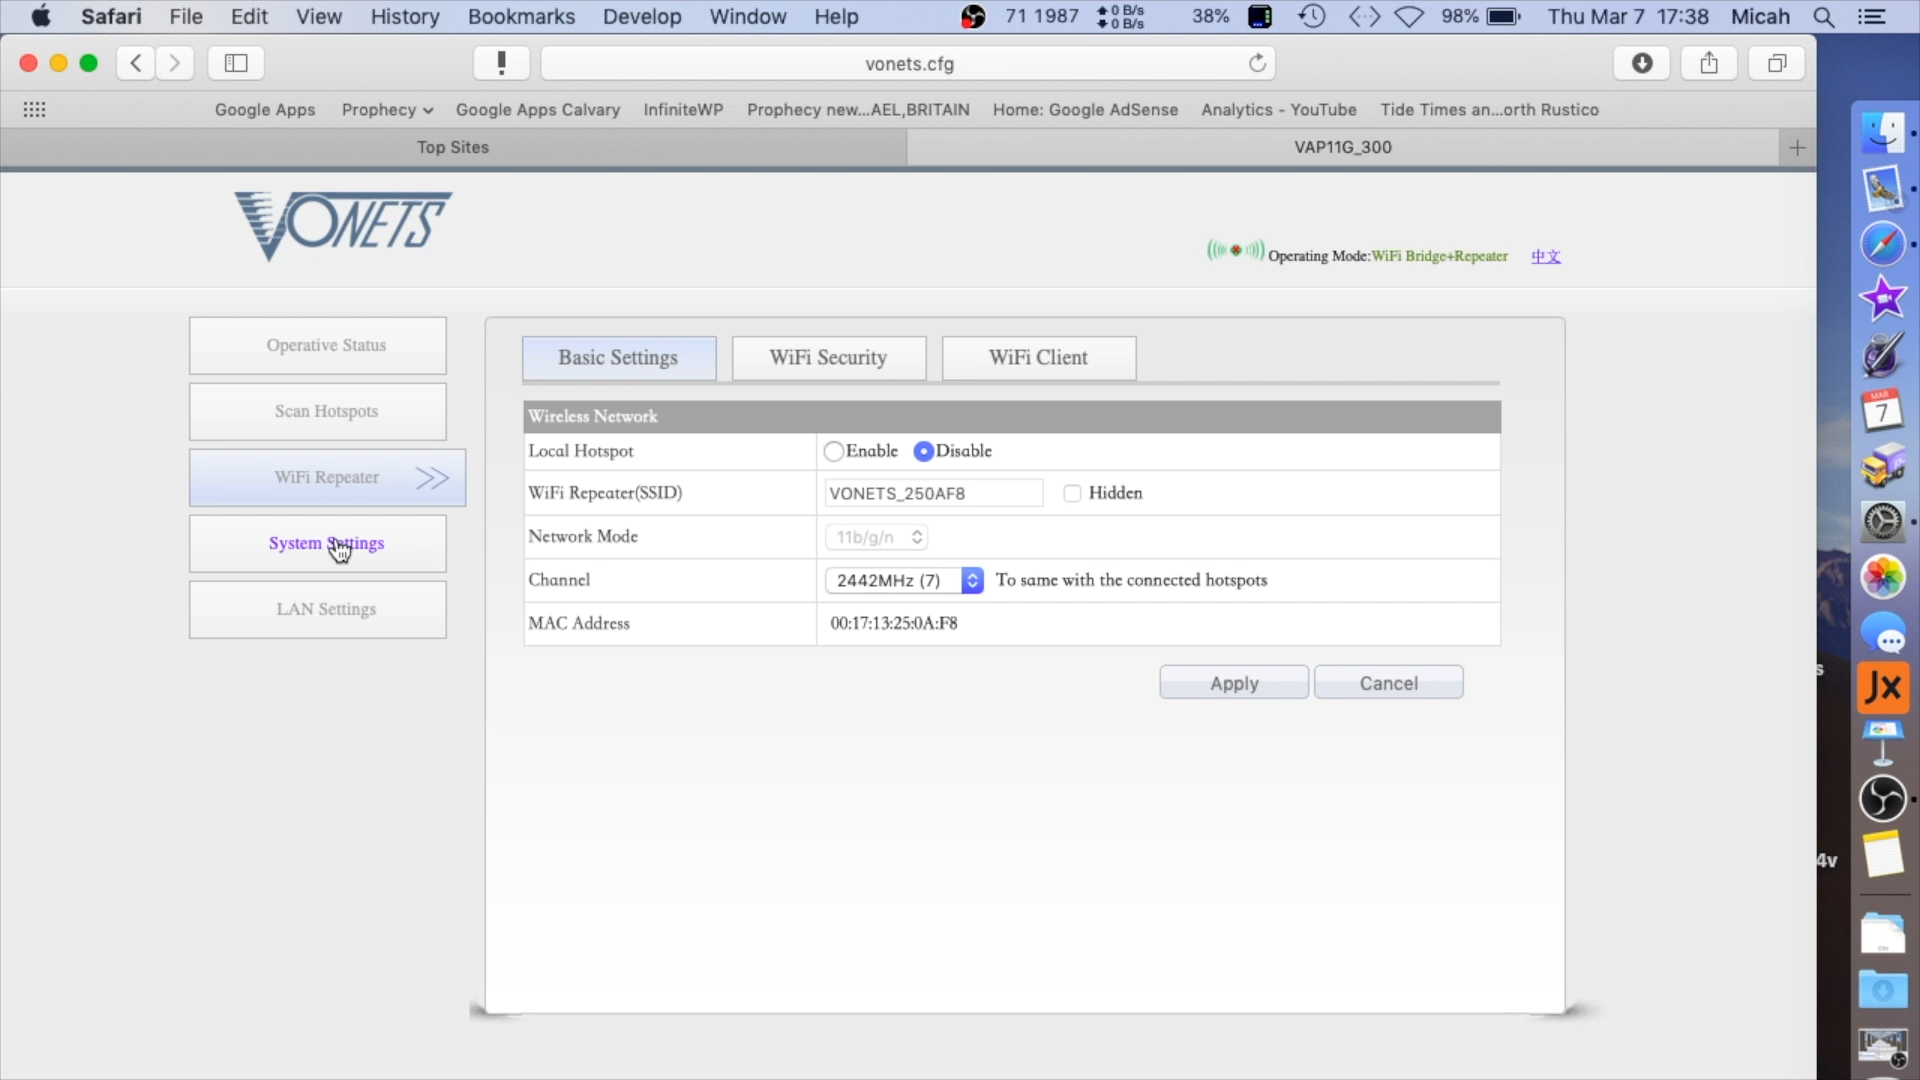 Safari File Edit View History Bookmarks Develop Window Help 71 1987 0 B/s 0 B/s 38% 98% Thu Mar 7 17:38 Micah
vonets.cfg
Google Apps Prophecy Google Apps Calvary InfiniteWP Prophecy new...AEL,BRITAIN Home: Google AdSense Analytics - YouTube Tide Times an...orth Rustico
Top Sites VAP11G_300
VONETS
Operating Mode:WiFi Bridge+Repeater 中文
Operative Status
Scan Hotspots
WiFi Repeater
System Settings
LAN Settings
Basic Settings WiFi Security WiFi Client
Wireless Network
Local Hotspot Enable Disable
WiFi Repeater(SSID) VONETS_250AF8 Hidden
Network Mode 11b/g/n
Channel 2442MHz (7) To same with the connected hotspots
MAC Address 00:17:13:25:0A:F8
Apply Cancel
MAR
7
Jx
s
4v